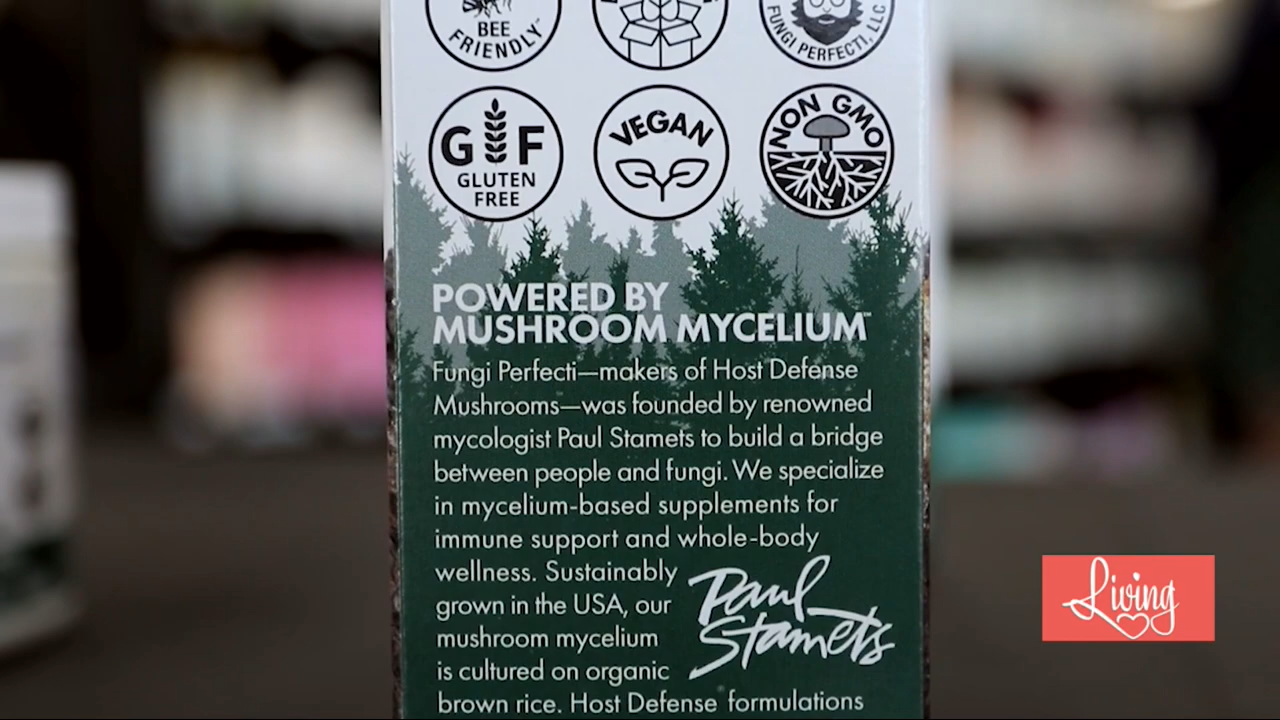 BEE
FRIENDLY™
FUNGI PERFECTI, LLC
G F
GLUTEN
FREE
VEGAN
NON GMO
POWERED BY
MUSHROOM MYCELIUM™
Fungi Perfecti—makers of Host Defense
Mushrooms—was founded by renowned
mycologist Paul Stamets to build a bridge
between people and fungi. We specialize
in mycelium-based supplements for
immune support and whole-body
wellness. Sustainably
grown in the USA, our
mushroom mycelium
is cultured on organic
brown rice. Host Defense formulations
Paul
Stamets
Living